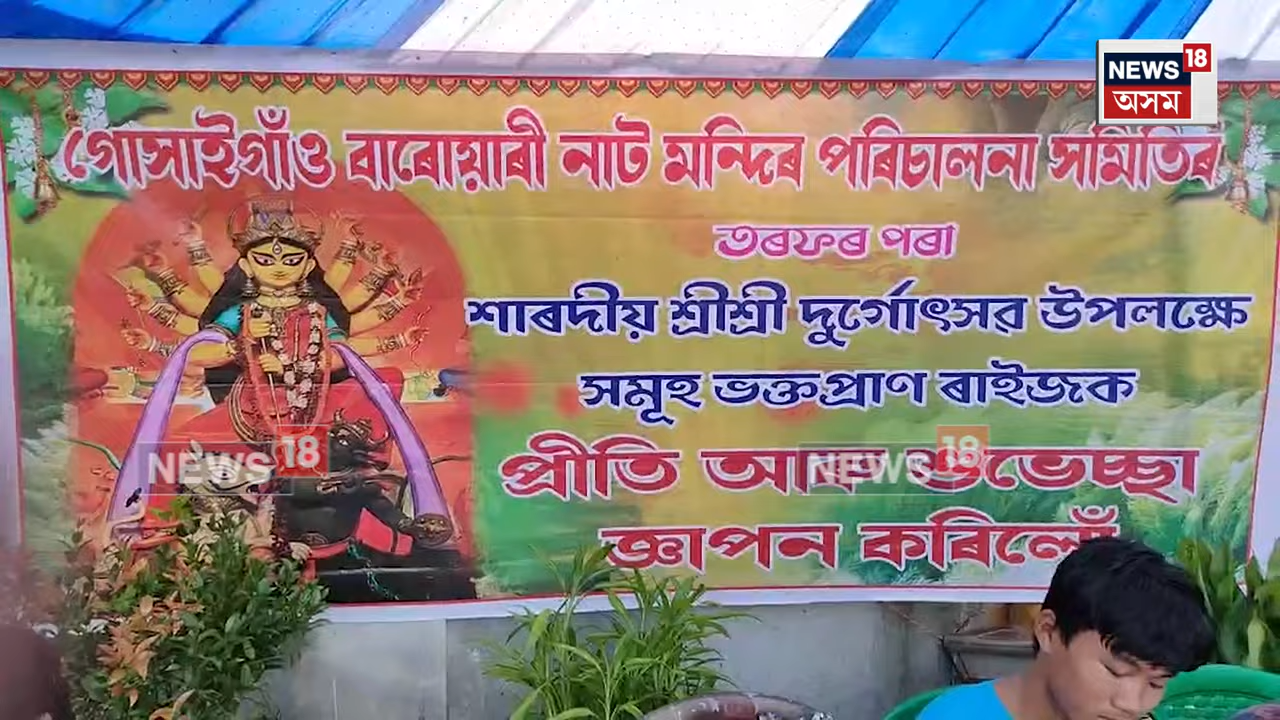 NEWS 18
অসম
গোসাইগাঁও বাৰোয়াৰী নাট মন্দিৰ পৰিচালনা সমিতিৰ
তৰফৰ পৰা
শাৰদীয় শ্ৰীশ্ৰী দুৰ্গোৎসৱ উপলক্ষে
সমূহ ভক্তপ্ৰাণ ৰাইজক
প্ৰীতি আৰু শুভেচ্ছা
জ্ঞাপন কৰিলোঁ
NEWS 18
NEWS 18